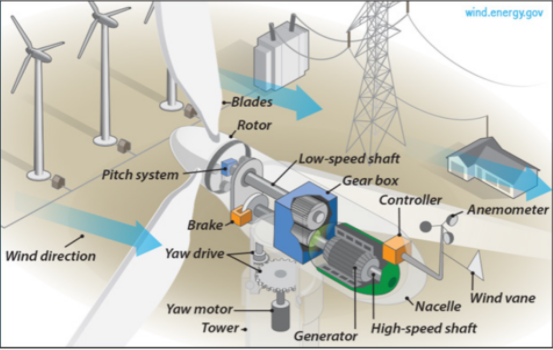 wind.energy.gov
Blades
Rotor
Low-speed shaft
Pitch system
Gear box
Controller
Anemometer
Brake
Yaw drive
Wind direction
Wind vane
Nacelle
Yaw motor
High-speed shaft
Tower
Generator